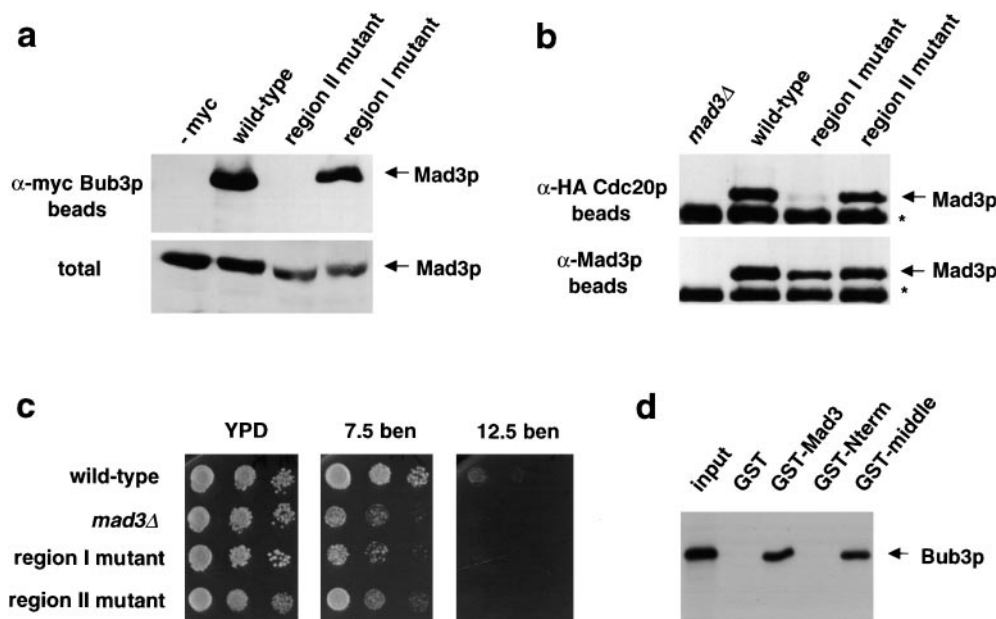 a
- myc
wild-type
region II mutant
region I mutant
α-myc Bub3p
beads
Mad3p
total
Mad3p
b
mad3Δ
wild-type
region I mutant
region II mutant
α-HA Cdc20p
beads
Mad3p
*
α-Mad3p
beads
Mad3p
*
c
YPD
7.5 ben
12.5 ben
wild-type
mad3Δ
region I mutant
region II mutant
d
input
GST
GST-Mad3
GST-Nterm
GST-middle
Bub3p